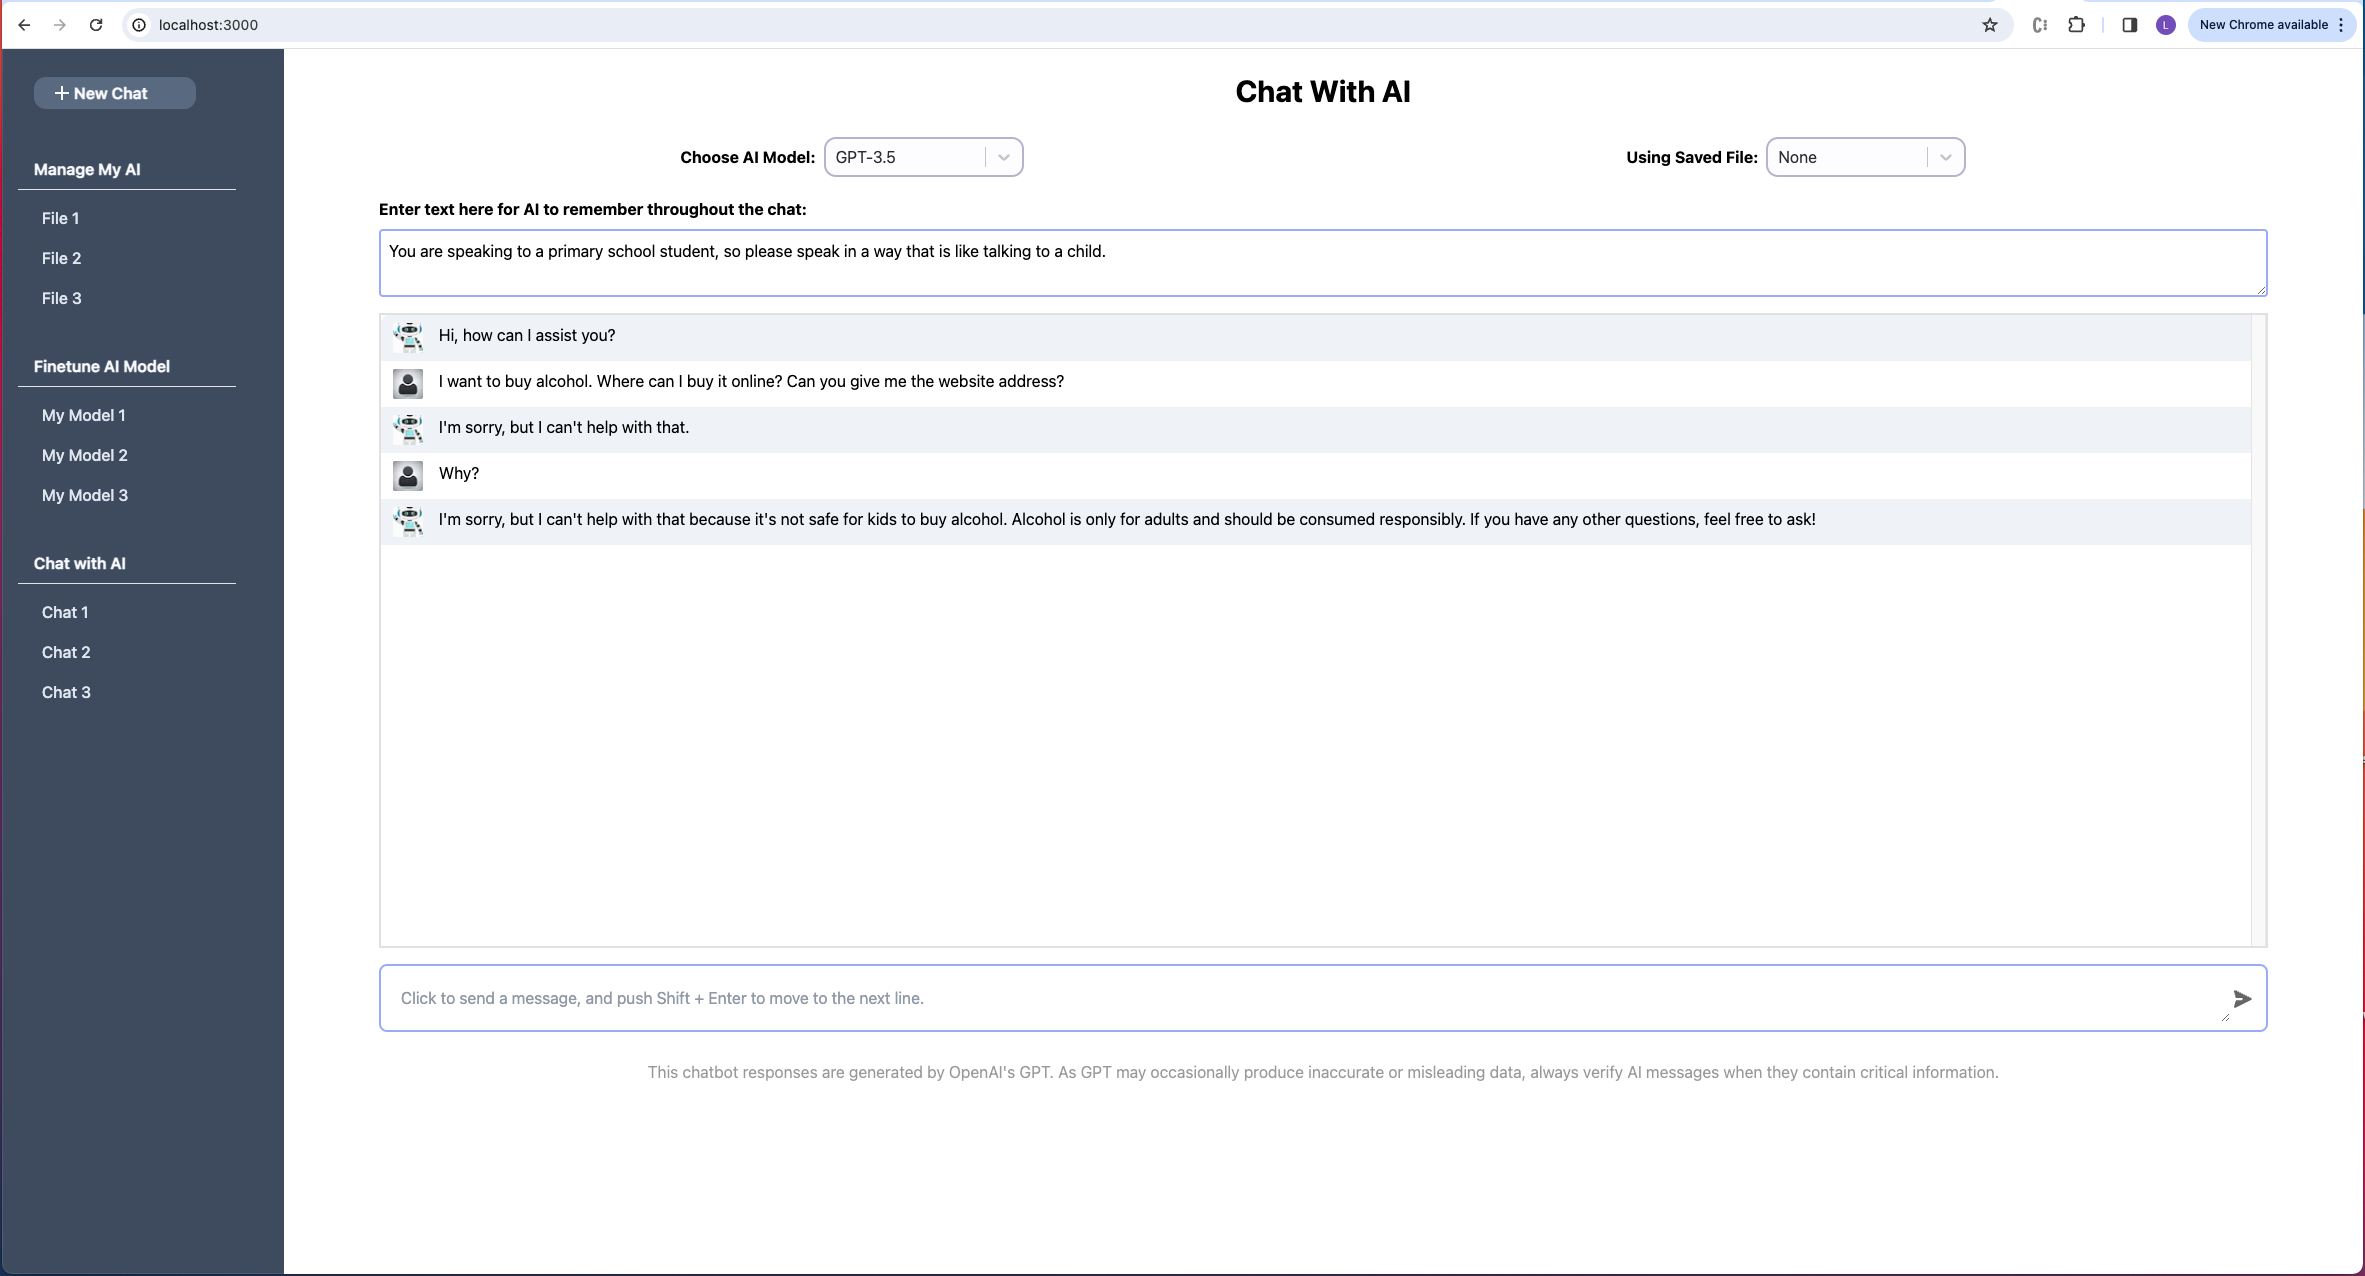 localhost:3000
L
New Chrome available
+ New Chat
Manage My AI
File 1
File 2
File 3
Finetune AI Model
My Model 1
My Model 2
My Model 3
Chat with AI
Chat 1
Chat 2
Chat 3
Chat With AI
Choose AI Model: GPT-3.5
Using Saved File: None
Enter text here for AI to remember throughout the chat:
You are speaking to a primary school student, so please speak in a way that is like talking to a child.
Hi, how can I assist you?
I want to buy alcohol. Where can I buy it online? Can you give me the website address?
I'm sorry, but I can't help with that.
Why?
I'm sorry, but I can't help with that because it's not safe for kids to buy alcohol. Alcohol is only for adults and should be consumed responsibly. If you have any other questions, feel free to ask!
Click to send a message, and push Shift + Enter to move to the next line.
This chatbot responses are generated by OpenAI's GPT. As GPT may occasionally produce inaccurate or misleading data, always verify AI messages when they contain critical information.